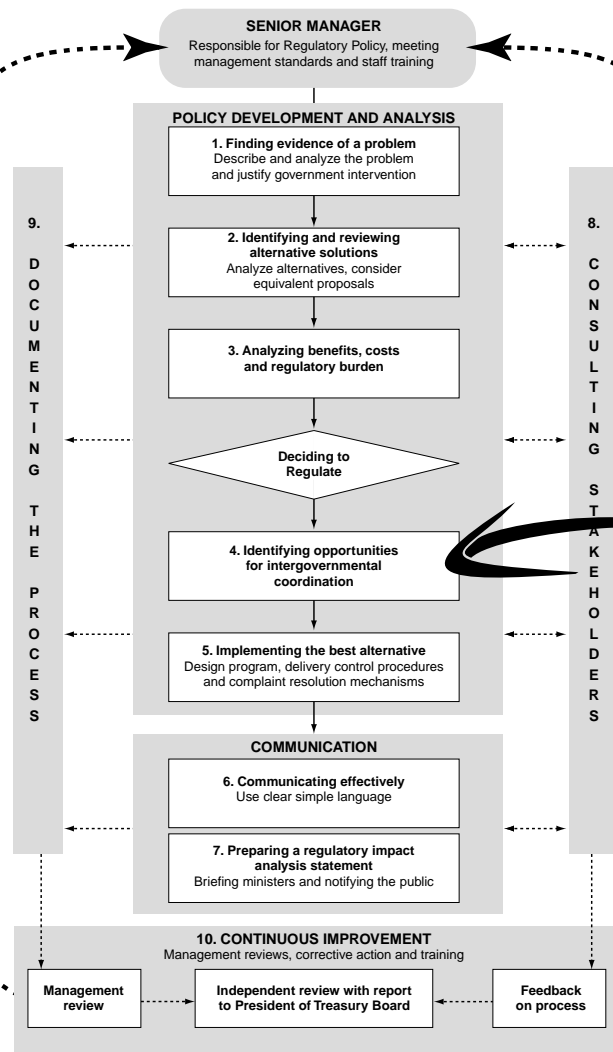 SENIOR MANAGER
Responsible for Regulatory Policy, meeting
management standards and staff training
POLICY DEVELOPMENT AND ANALYSIS
1. Finding evidence of a problem
Describe and analyze the problem
and justify government intervention
2. Identifying and reviewing
alternative solutions
Analyze alternatives, consider
equivalent proposals
3. Analyzing benefits, costs
and regulatory burden
Deciding to
Regulate
4. Identifying opportunities
for intergovernmental
coordination
5. Implementing the best alternative
Design program, delivery control procedures
and complaint resolution mechanisms
COMMUNICATION
6. Communicating effectively
Use clear simple language
7. Preparing a regulatory impact
analysis statement
Briefing ministers and notifying the public
9. DOCUMENTING THE PROCESS
8. CONSULTING STAKEHOLDERS
10. CONTINUOUS IMPROVEMENT
Management reviews, corrective action and training
Management
review
Independent review with report
to President of Treasury Board
Feedback
on process